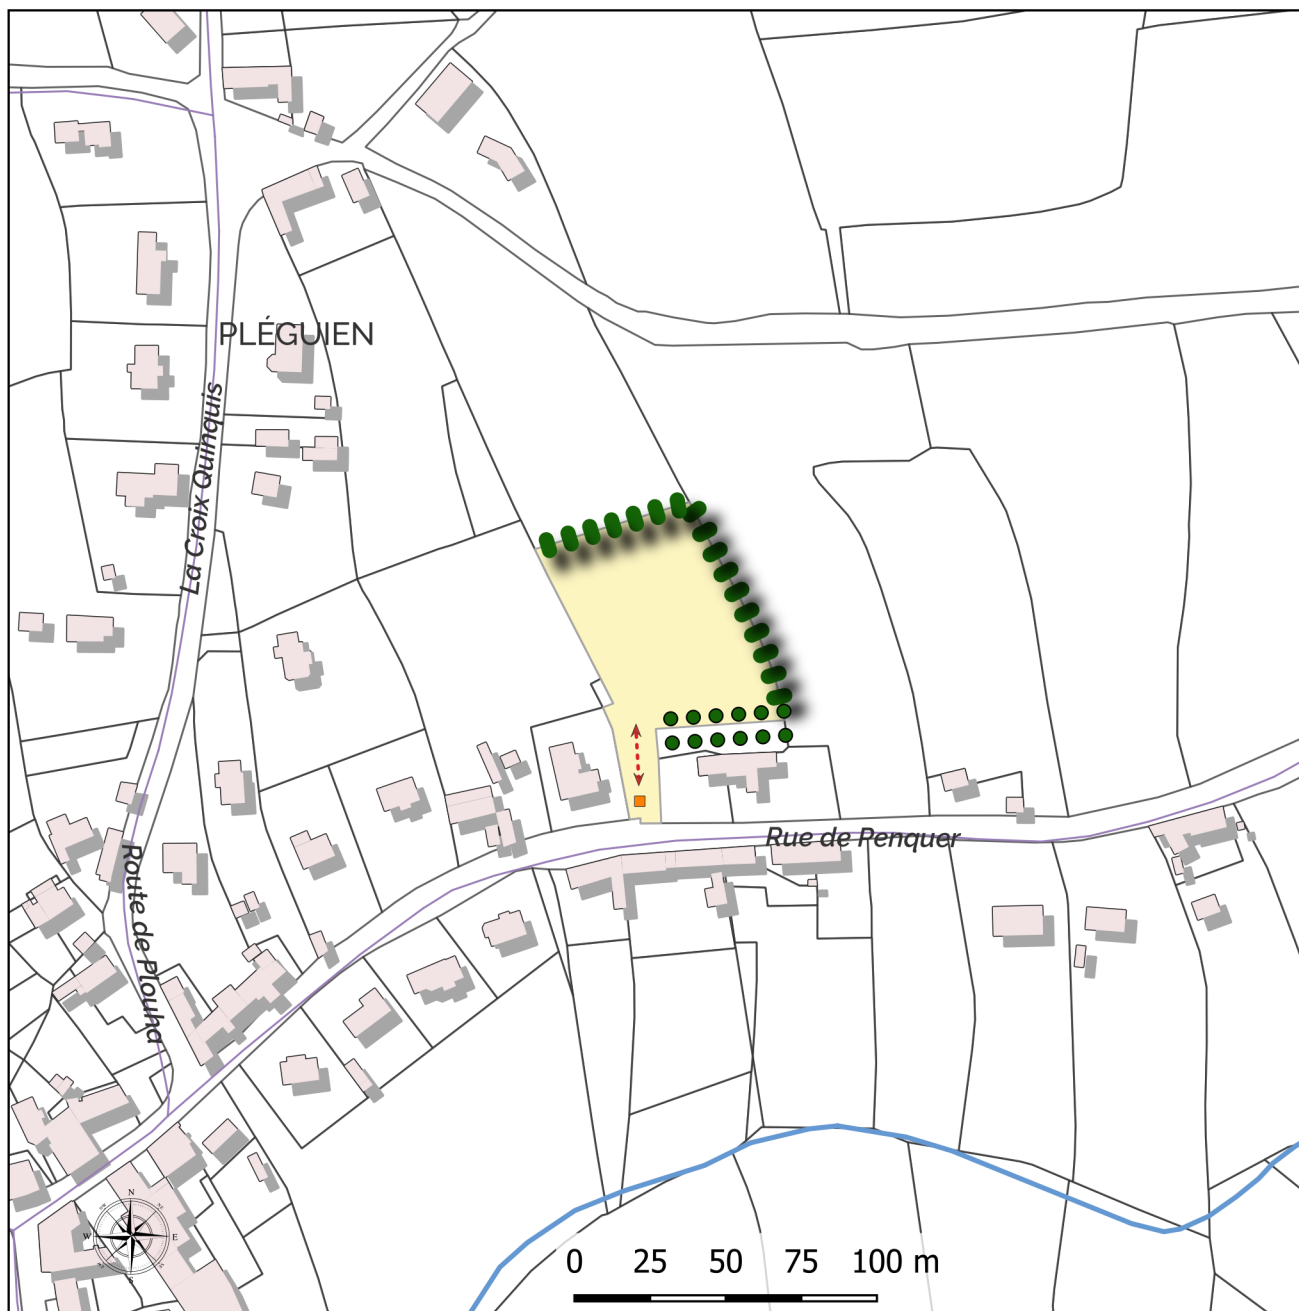 PLÉGUIEN
La Croix Quinquis
Rue de Penquer
Route de Plouha
N
W
E
S
0 25 50 75 100 m